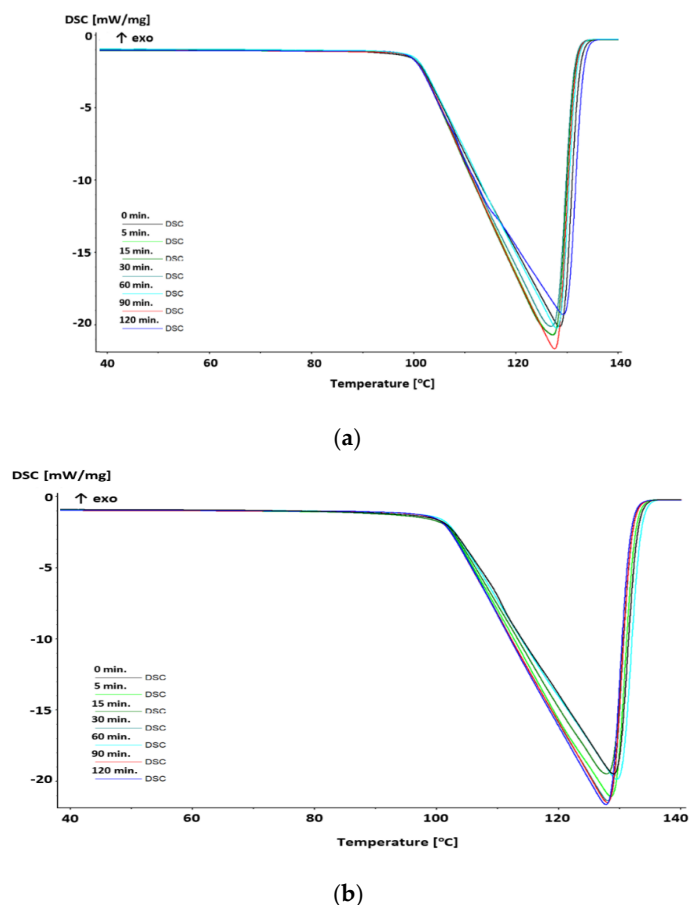 DSC [mW/mg]
0
↑ exo
-5
-10
-15
-20
0 min.
DSC
5 min.
DSC
15 min.
DSC
30 min.
DSC
60 min.
DSC
90 min.
DSC
120 min.
DSC
40 60 80 100 120 140
Temperature [°C]
(a)
DSC [mW/mg]
0
↑ exo
-5
-10
-15
-20
0 min.
DSC
5 min.
DSC
15 min.
DSC
30 min.
DSC
60 min.
DSC
90 min.
DSC
120 min.
DSC
40 60 80 100 120 140
Temperature [°C]
(b)